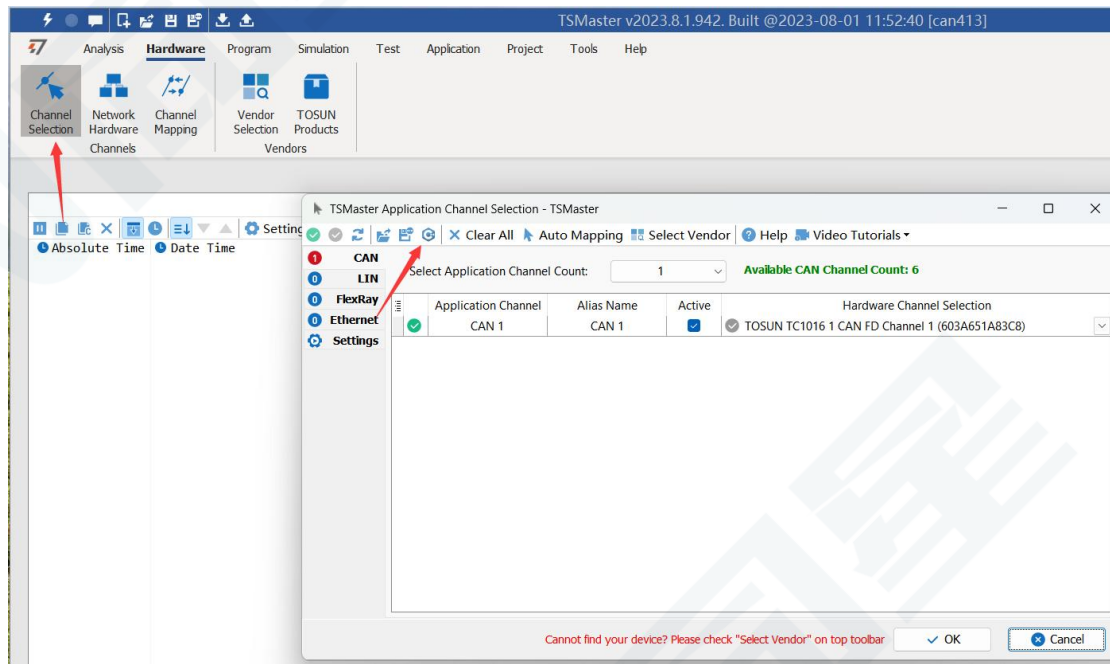 TSMaster v2023.8.1.942. Built @2023-08-01 11:52:40 [can413]
Analysis Hardware Program Simulation Test Application Project Tools Help
Channel Selection
Network Hardware
Channel Mapping
Vendor Selection
TOSUN Products
Channels
Vendors
TSMaster Application Channel Selection - TSMaster
Setting
Clear All Auto Mapping Select Vendor Help Video Tutorials
Absolute Time Date Time
1 CAN
0 LIN
0 FlexRay
0 Ethernet
Settings
Select Application Channel Count: 1 Available CAN Channel Count: 6
Application Channel Alias Name Active Hardware Channel Selection
CAN 1 CAN 1 TOSUN TC1016 1 CAN FD Channel 1 (603A651A83C8)
Cannot find your device? Please check "Select Vendor" on top toolbar OK Cancel